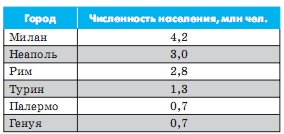 Город Численность населения, млн чел.
Милан 4,2
Неаполь 3,0
Рим 2,8
Турин 1,3
Палермо 0,7
Генуя 0,7